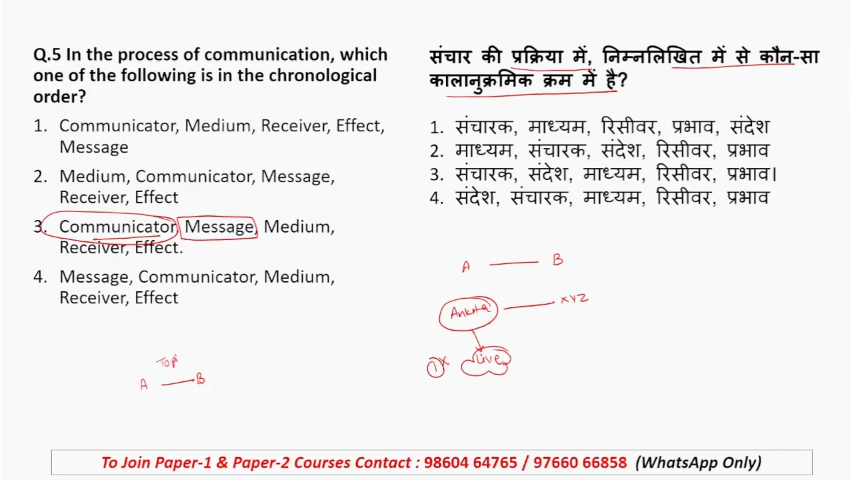 Q.5 In the process of communication, which
one of the following is in the chronological
order?
1. Communicator, Medium, Receiver, Effect,
Message
2. Medium, Communicator, Message,
Receiver, Effect
3. Communicator, Message, Medium,
Receiver, Effect.
4. Message, Communicator, Medium,
Receiver, Effect
Topi
A B
संचार की प्रक्रिया में, निम्नलिखित में से कौन-सा
कालानुक्रमिक क्रम में है?
1. संचारक, माध्यम, रिसीवर, प्रभाव, संदेश
2. माध्यम, संचारक, संदेश, रिसीवर, प्रभाव
3. संचारक, संदेश, माध्यम, रिसीवर, प्रभाव।
4. संदेश, संचारक, माध्यम, रिसीवर, प्रभाव
A B
Ankita XYZ
1 x Live
To Join Paper-1 & Paper-2 Courses Contact : 98604 64765 / 97660 66858 (WhatsApp Only)